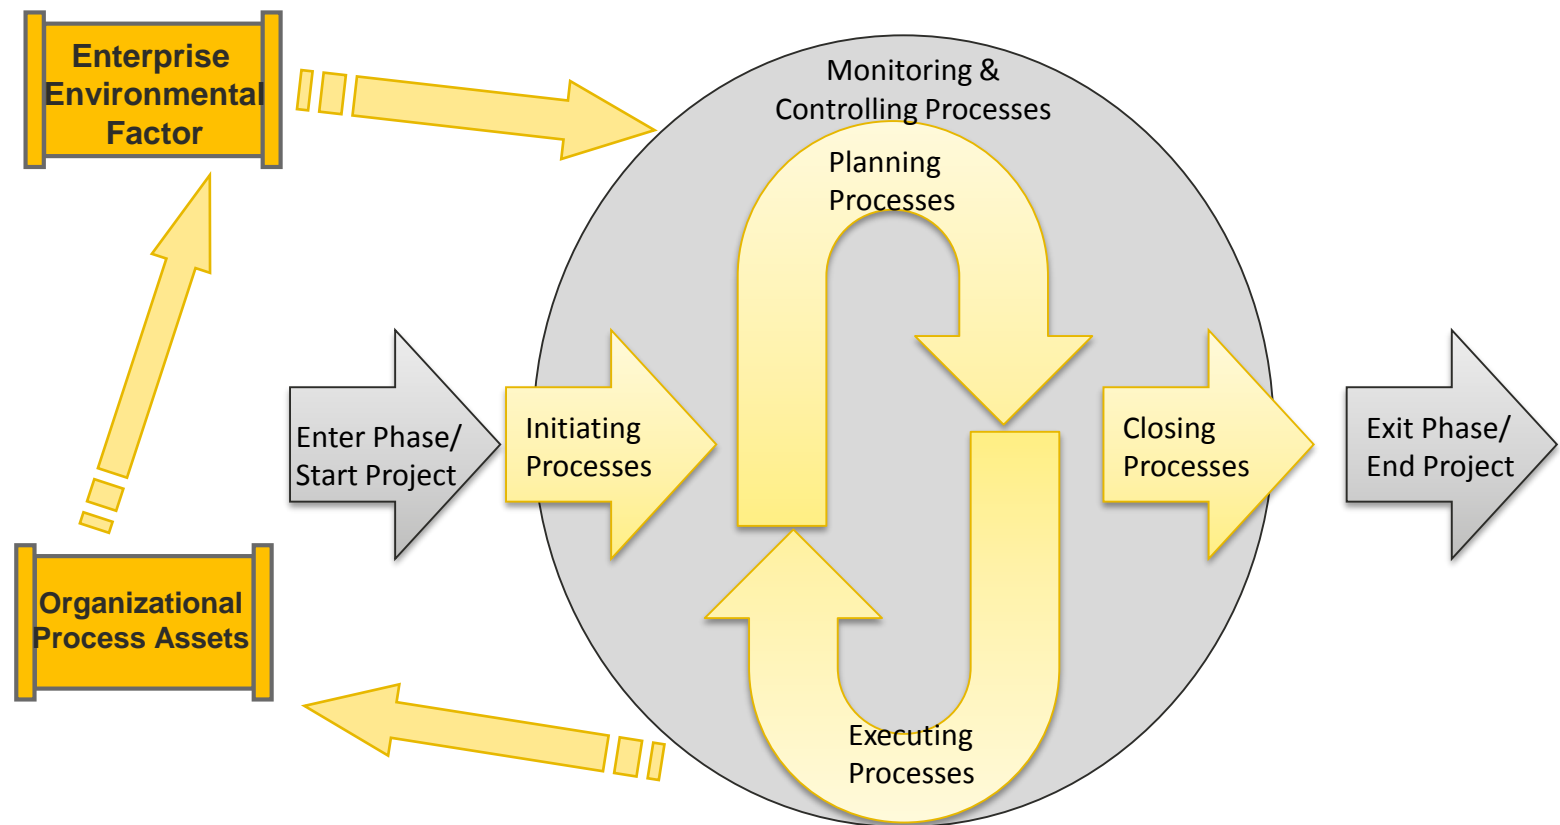 Enterprise
Environmental
Factor
Monitoring &
Controlling Processes
Planning
Processes
Enter Phase/
Start Project
Initiating
Processes
Closing
Processes
Exit Phase/
End Project
Organizational
Process Assets
Executing
Processes